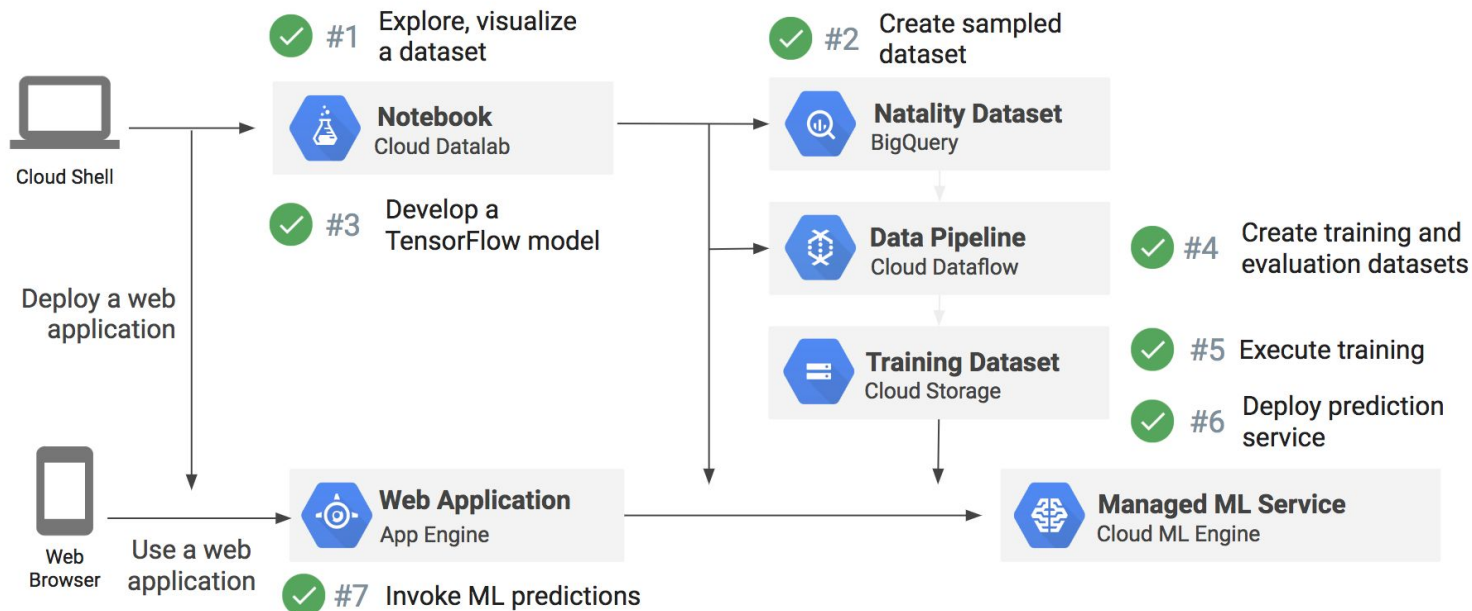 #1 Explore, visualize
a dataset
#2 Create sampled
dataset
Cloud Shell
Notebook
Cloud Datalab
Natality Dataset
BigQuery
#3 Develop a
TensorFlow model
Data Pipeline
Cloud Dataflow
#4 Create training and
evaluation datasets
Deploy a web
application
Training Dataset
Cloud Storage
#5 Execute training
#6 Deploy prediction
service
Web
Browser
Use a web
application
Web Application
App Engine
Managed ML Service
Cloud ML Engine
#7 Invoke ML predictions